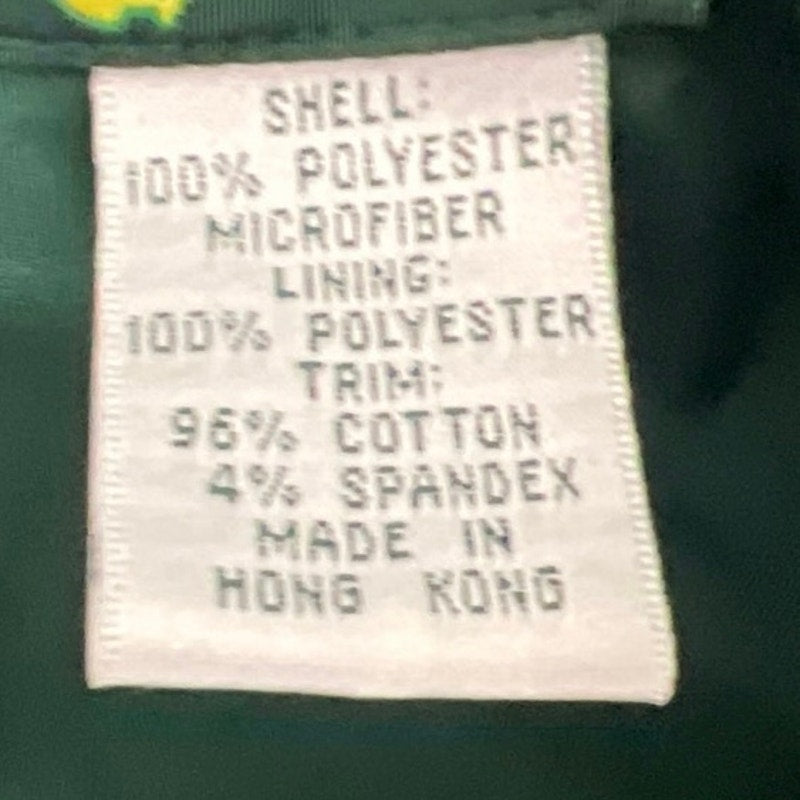 SHELL:
100% POLYESTER
MICROFIBER
LINING:
100% POLYESTER
TRIM:
96% COTTON
4% SPANDEX
MADE IN
HONG KONG